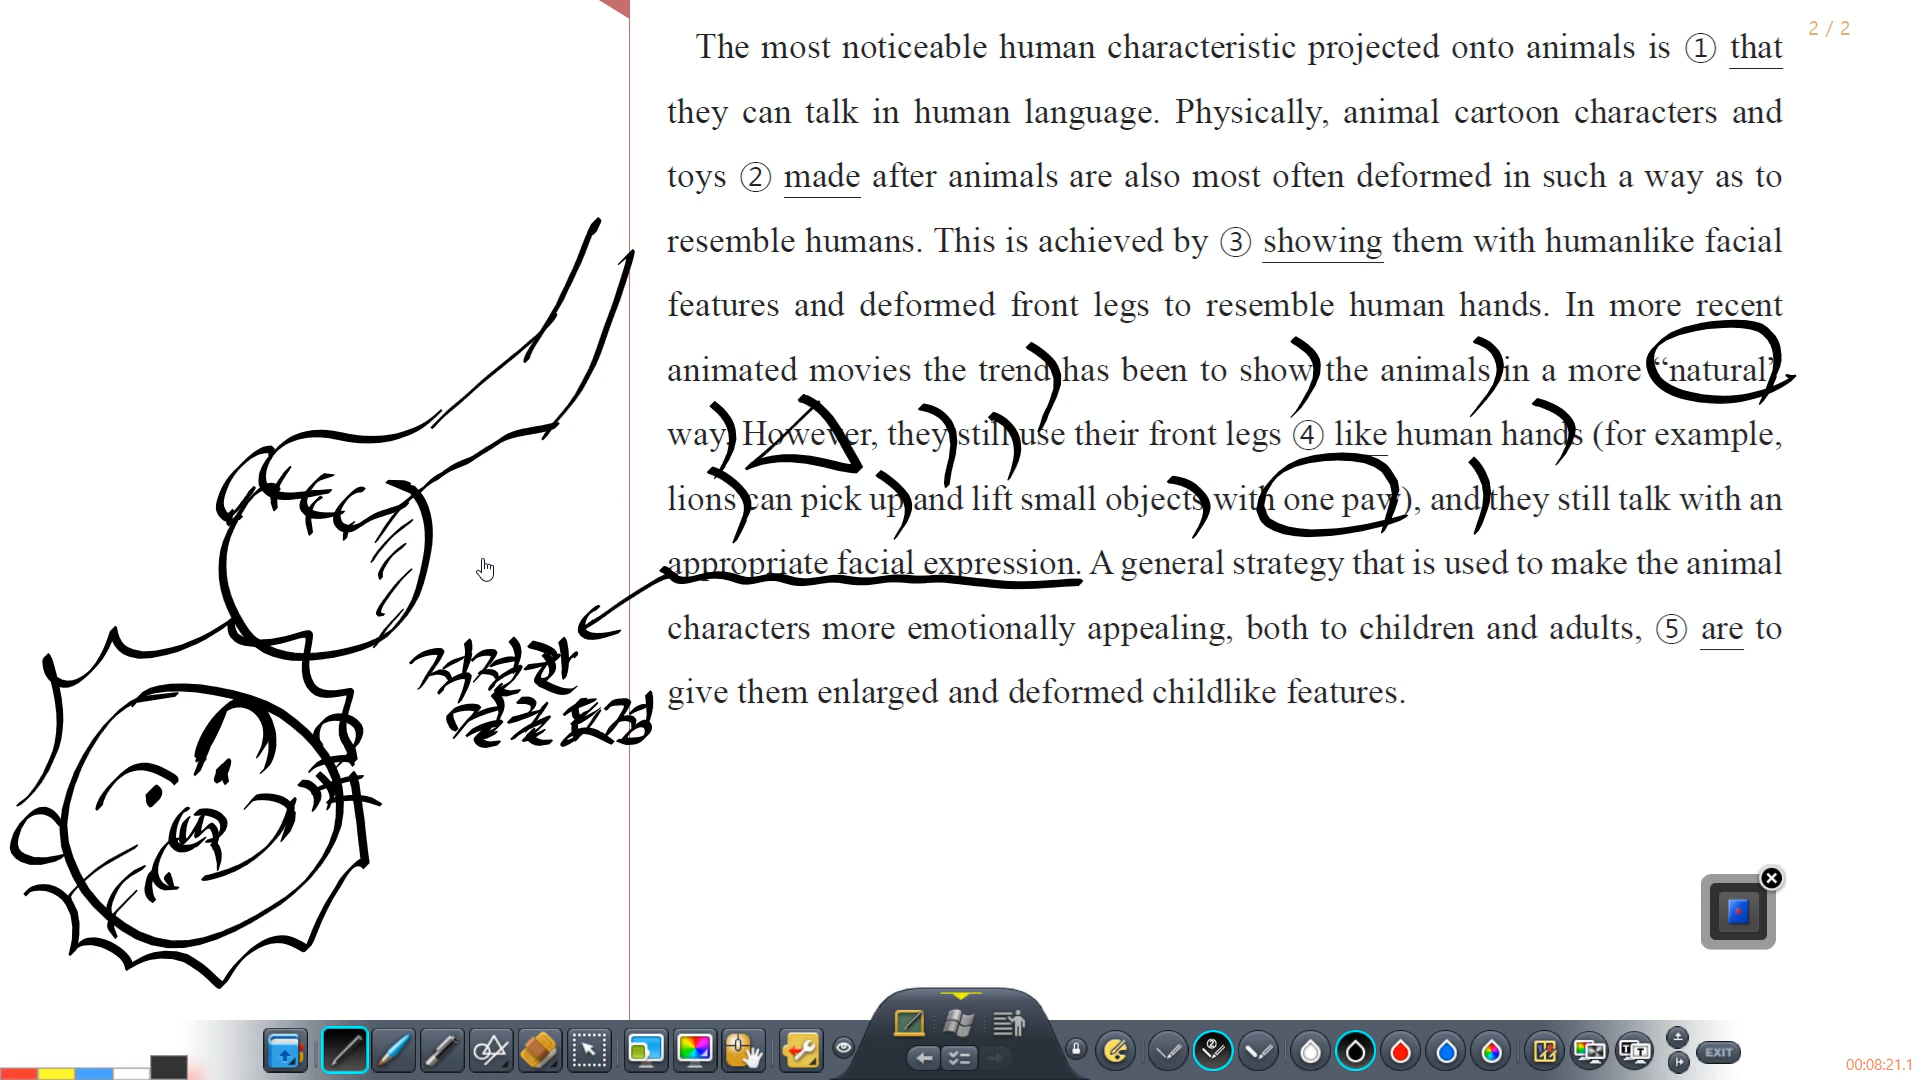 2 / 2
The most noticeable human characteristic projected onto animals is ① that
they can talk in human language. Physically, animal cartoon characters and
toys ② made after animals are also most often deformed in such a way as to
resemble humans. This is achieved by ③ showing them with humanlike facial
features and deformed front legs to resemble human hands. In more recent
animated movies the trend has been to show the animals in a more “natural”
way. However, they still use their front legs ④ like human hands (for example,
lions can pick up and lift small objects with one paw), and they still talk with an
appropriate facial expression. A general strategy that is used to make the animal
characters more emotionally appealing, both to children and adults, ⑤ are to
give them enlarged and deformed childlike features.
적절한
얼굴 표정
EXIT
00:08:21.1